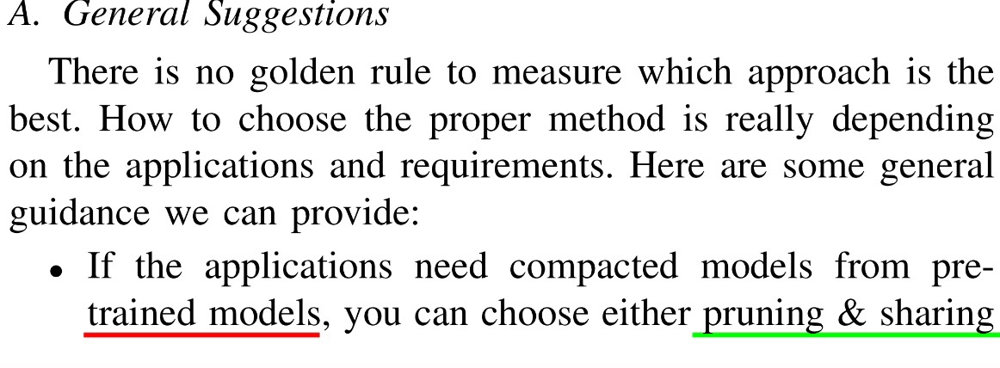 A. General Suggestions
There is no golden rule to measure which approach is the
best. How to choose the proper method is really depending
on the applications and requirements. Here are some general
guidance we can provide:
• If the applications need compacted models from pre-
trained models, you can choose either pruning & sharing